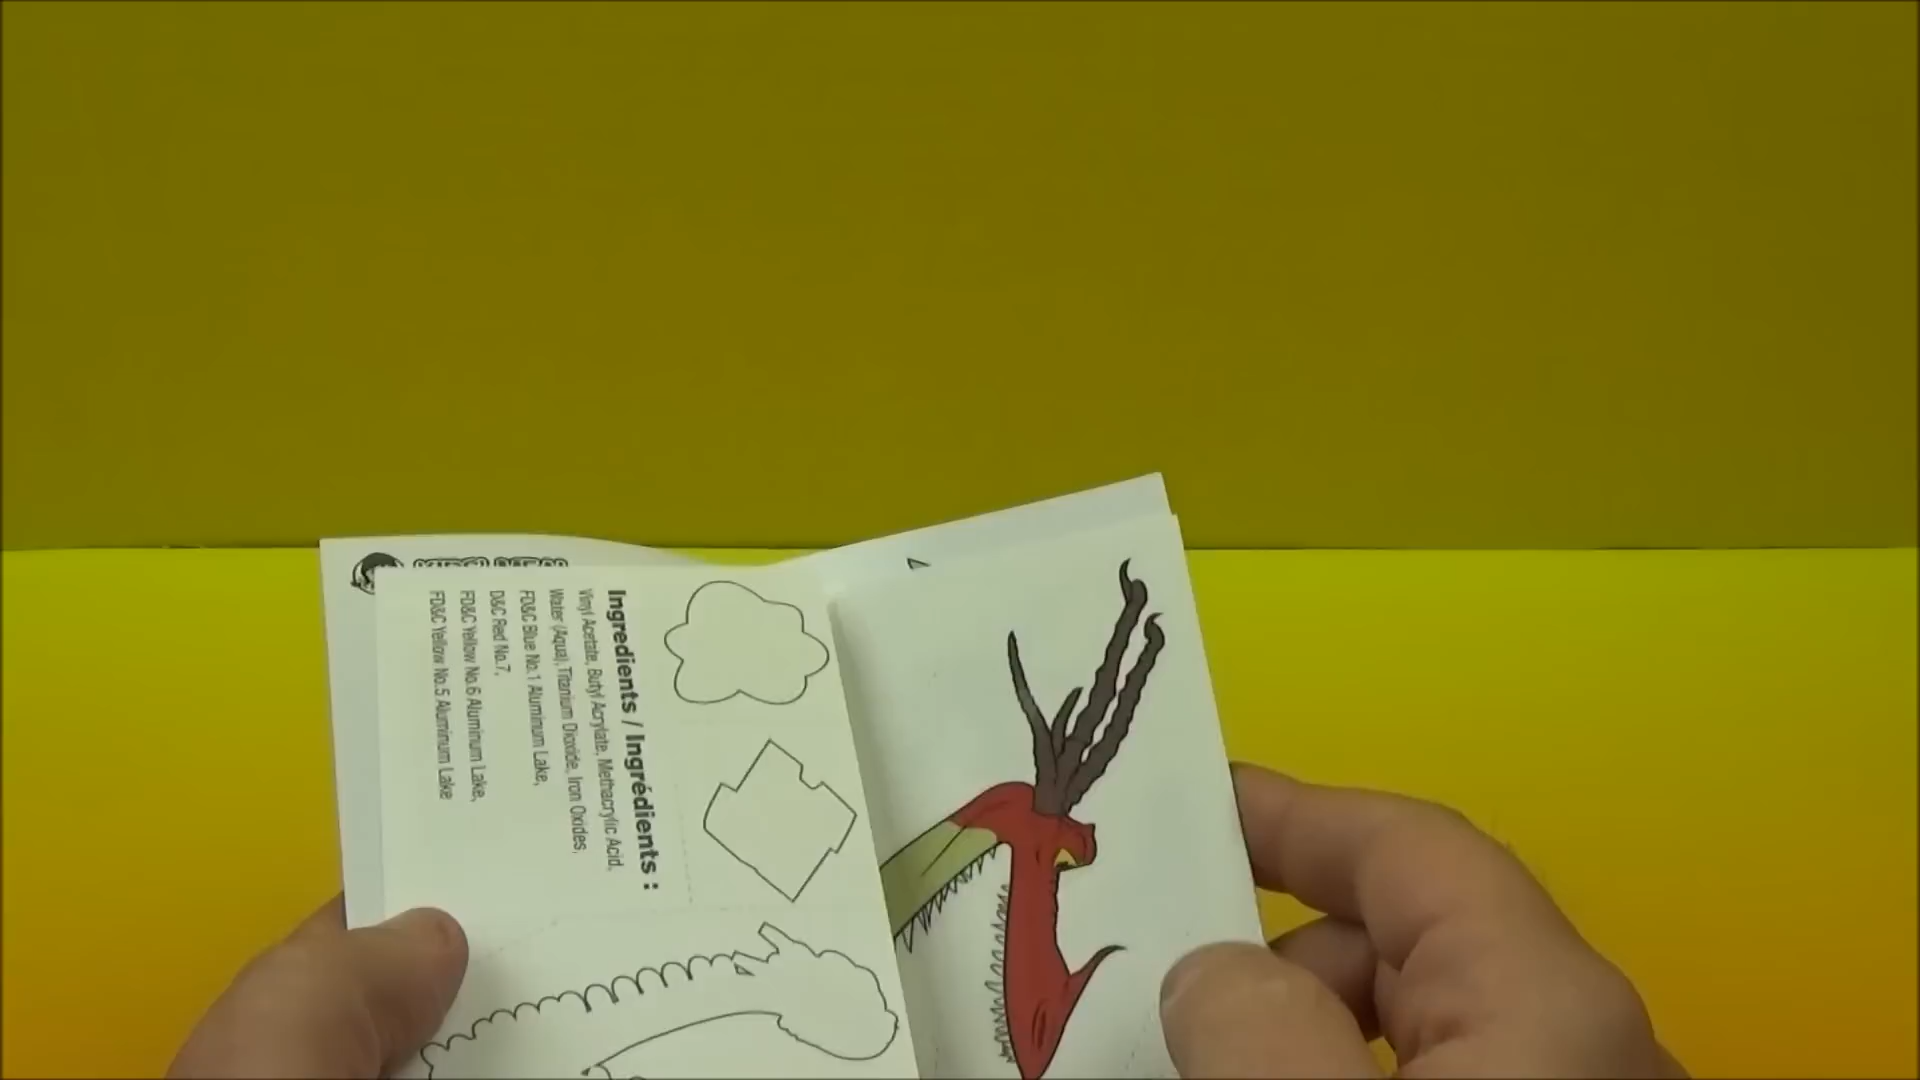 Ingredients / Ingrédients :
Vinyl Acetate, Butyl Acrylate, Methacrylic Acid,
Water (Aqua), Titanium Dioxide, Iron Oxides,
FD&C Blue No.1 Aluminum Lake,
D&C Red No.7,
FD&C Yellow No.6 Aluminum Lake,
FD&C Yellow No.5 Aluminum Lake